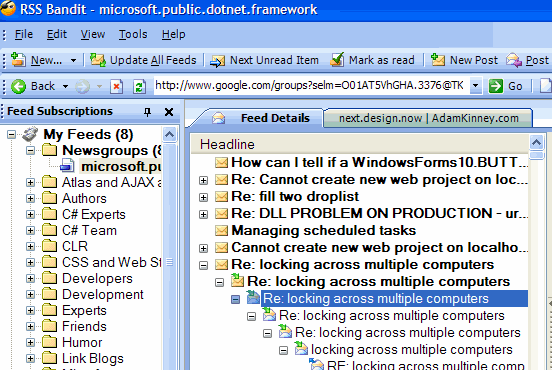 RSS Bandit - microsoft.public.dotnet.framework
File Edit View Tools Help
New... Update All Feeds Next Unread Item Mark as read New Post Post
Back http://www.google.com/groups?selm=O01AT5VhGHA.3376@TK Go
Feed Subscriptions
My Feeds (8)
Newsgroups (8
microsoft.pu
Atlas and AJAX a
Authors
C# Experts
C# Team
CLR
CSS and Web St
Developers
Development
Experts
Friends
Humor
Link Blogs
Feed Details next.design.now | AdamKinney.com
Headline
How can I tell if a WindowsForms10.BUTT...
Re: Cannot create new web project on loc...
Re: fill two droplist
Re: DLL PROBLEM ON PRODUCTION - ur...
Managing scheduled tasks
Cannot create new web project on localho...
Re: locking across multiple computers
Re: locking across multiple computers
Re: locking across multiple computers
Re: locking across multiple computers
Re: locking across multiple computers
locking across multiple computers
RE: locking across multiple comp